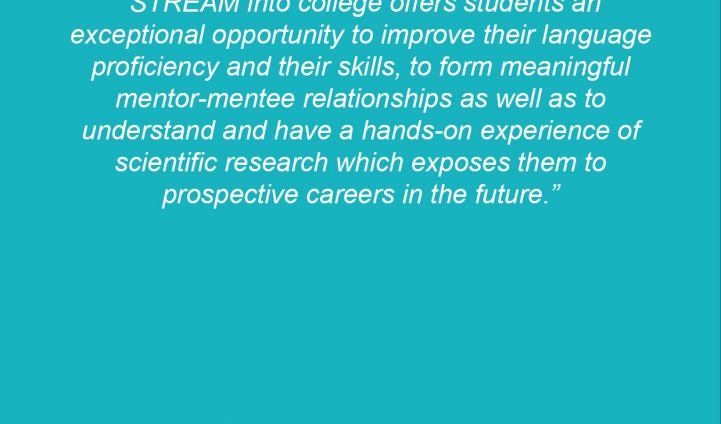 STREAM into college offers students an
exceptional opportunity to improve their language
proficiency and their skills, to form meaningful
mentor-mentee relationships as well as to
understand and have a hands-on experience of
scientific research which exposes them to
prospective careers in the future.”